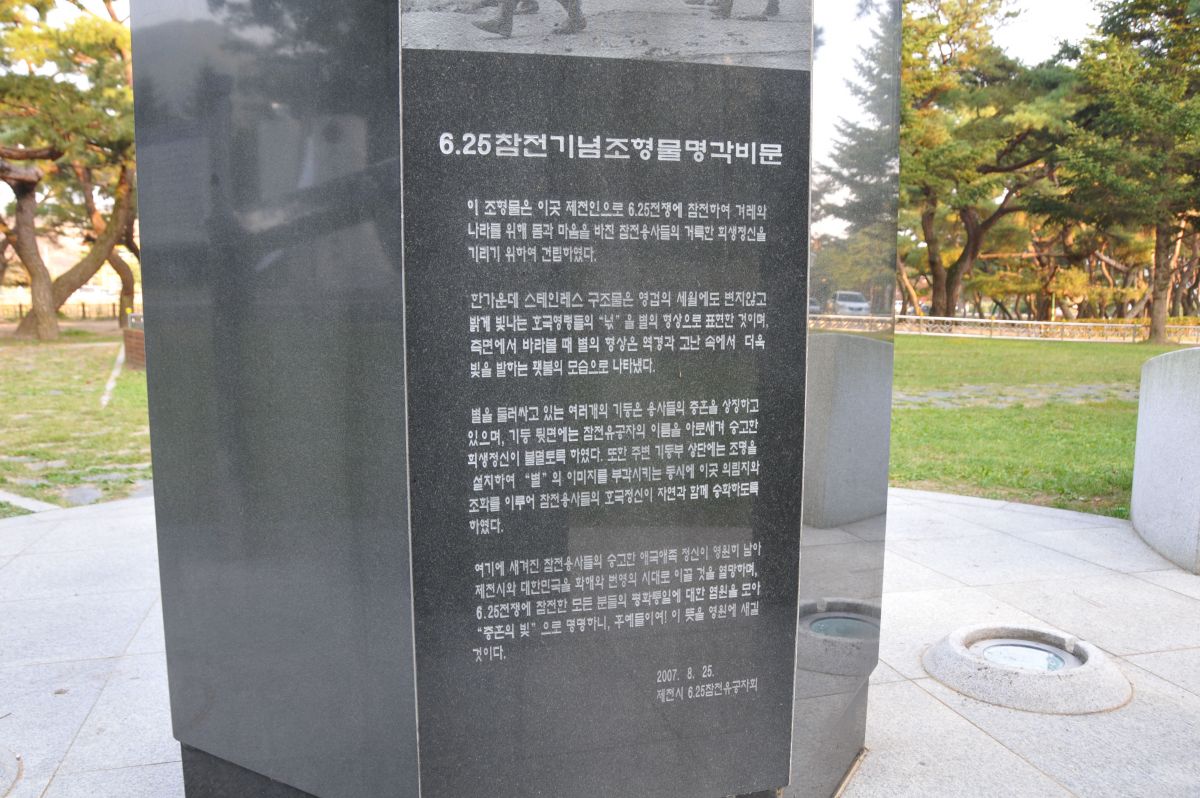 6.25참전기념조형물명각비문
이 조형물은 이곳 제천인으로 6.25전쟁에 참전하여 겨레와
나라를 위해 몸과 마음을 바친 참전용사들의 거룩한 희생정신을
기리기 위하여 건립하였다.
한가운데 스테인레스 구조물은 영겁의 세월에도 변치않고
밝게 빛나는 호국영령들의 "넋" 을 별의 형상으로 표현한 것이며,
측면에서 바라볼 때 별의 형상은 역경과 고난 속에서 더욱
빛을 발하는 횃불의 모습으로 나타냈다.
별을 둘러싸고 있는 여러개의 기둥은 용사들의 충혼을 상징하고
있으며, 기둥 뒷면에는 참전유공자의 이름을 아로새겨 숭고한
희생정신이 불멸토록 하였다. 또한 주변 기둥부 상단에는 조명을
설치하여 "별" 의 이미지를 부각시키는 동시에 이곳 의림지와
조화를 이루어 참전용사들의 호국정신이 자연과 함께 승화하도록
하였다.
여기에 새겨진 참전용사들의 숭고한 애국애족 정신이 영원히 남아
제천시와 대한민국을 화해와 번영의 시대로 이끌 것을 열망하며,
6.25전쟁에 참전한 모든 분들의 평화통일에 대한 염원을 모아
"충혼의 빛" 으로 명명하니, 후예들이여! 이 뜻을 영원에 새길
것이다.
2007. 8. 25.
제천시 6.25참전유공자회